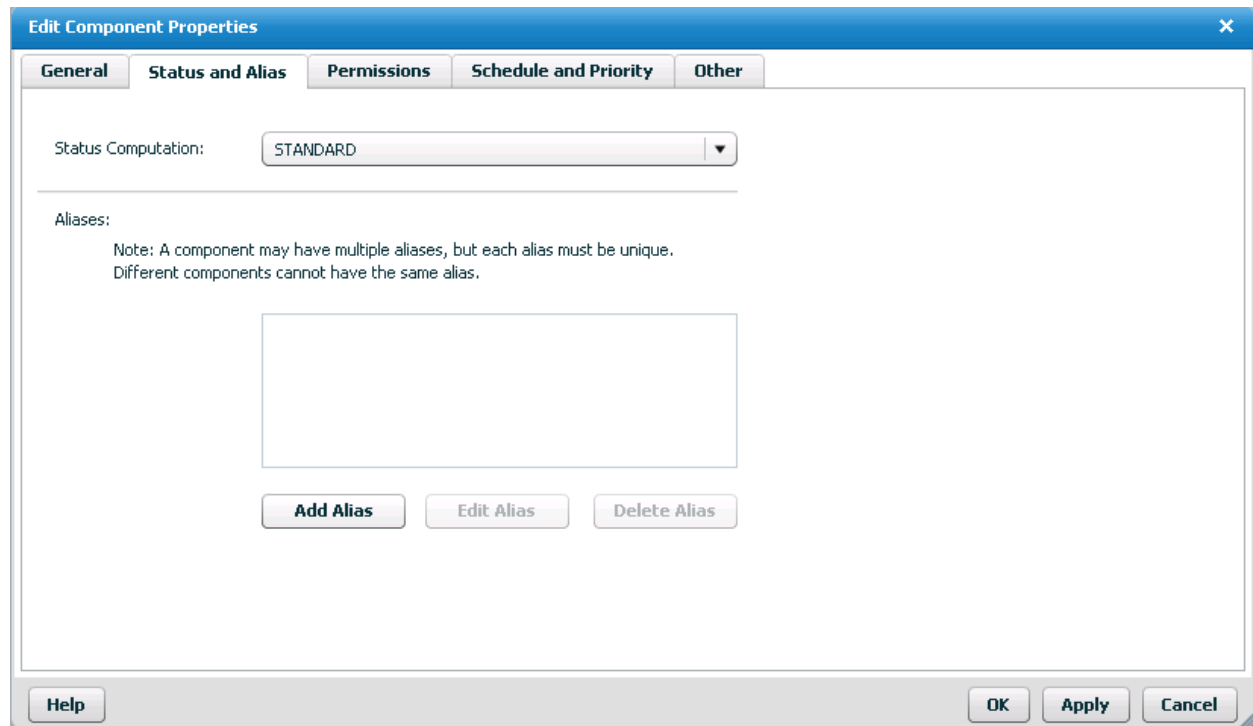 Edit Component Properties
General Status and Alias Permissions Schedule and Priority Other
Status Computation: STANDARD
Aliases:
Note: A component may have multiple aliases, but each alias must be unique.
Different components cannot have the same alias.
Add Alias Edit Alias Delete Alias
Help OK Apply Cancel